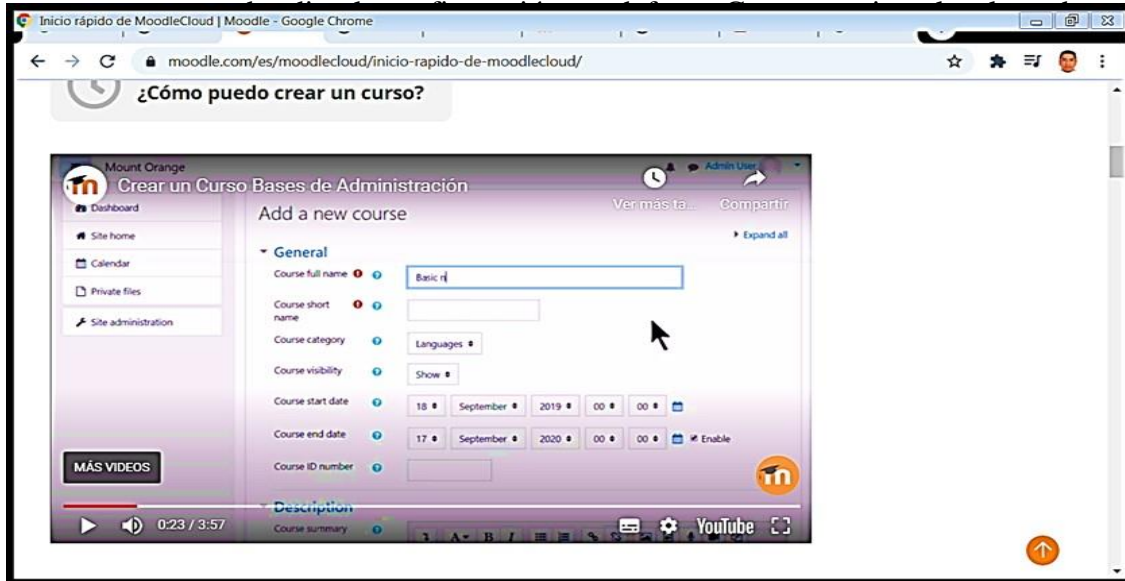 Inicio rápido de MoodleCloud | Moodle - Google Chrome
moodle.com/es/moodlecloud/inicio-rapido-de-moodlecloud/
¿Cómo puedo crear un curso?
Mount Orange
Admin User
Crear un Curso Bases de Administración
Ver más ta... Compartir
Dashboard
Site home
Calendar
Private files
Site administration
Add a new course
Expand all
General
Course full name Basic n
Course short name
Course category Languages
Course visibility Show
Course start date 18 September 2019 00 00
Course end date 17 September 2020 00 00 Enable
Course ID number
Description
Course summary
MÁS VIDEOS
0:23 / 3:57
YouTube